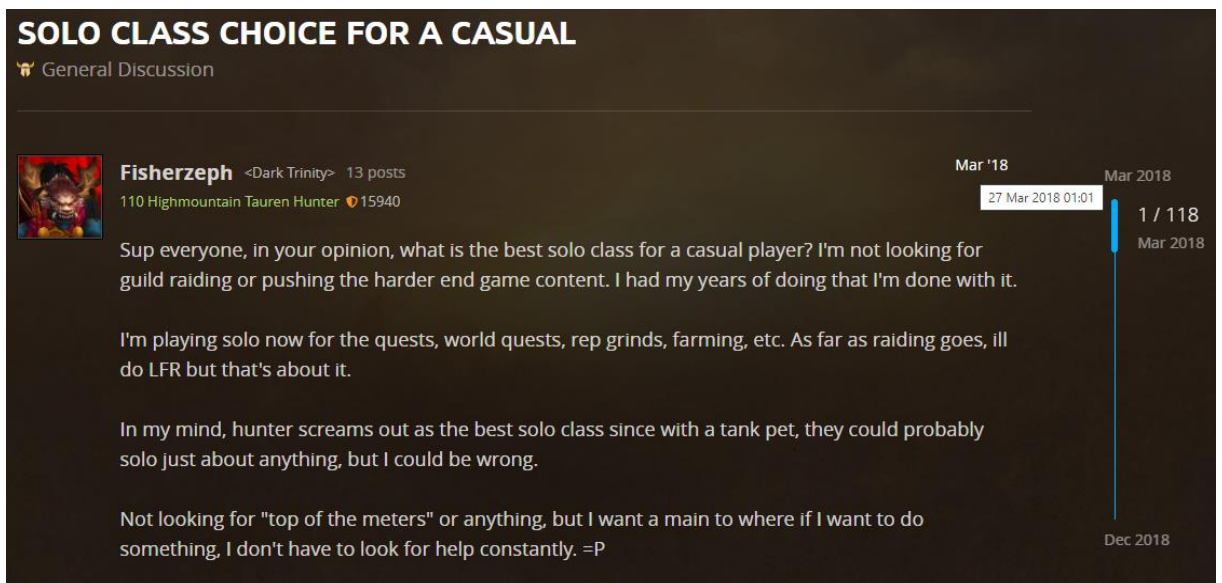 SOLO CLASS CHOICE FOR A CASUAL
General Discussion
Fisherzeph <Dark Trinity> 13 posts
Mar '18
Mar 2018
110 Highmountain Tauren Hunter 15940
27 Mar 2018 01:01
1 / 118
Mar 2018
Sup everyone, in your opinion, what is the best solo class for a casual player? I'm not looking for
guild raiding or pushing the harder end game content. I had my years of doing that I'm done with it.
I'm playing solo now for the quests, world quests, rep grinds, farming, etc. As far as raiding goes, ill
do LFR but that's about it.
In my mind, hunter screams out as the best solo class since with a tank pet, they could probably
solo just about anything, but I could be wrong.
Not looking for "top of the meters" or anything, but I want a main to where if I want to do
something, I don't have to look for help constantly. =P
Dec 2018